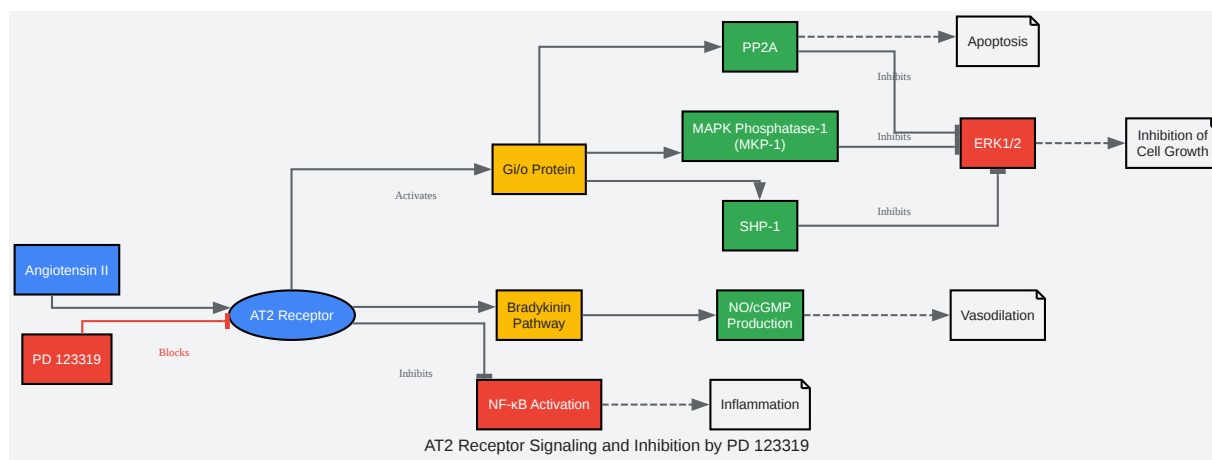 PP2A
Apoptosis
Inhibits
MAPK Phosphatase-1
(MKP-1)
Inhibits
ERK1/2
Inhibition of
Cell Growth
Gi/o Protein
Activates
SHP-1
Inhibits
Angiotensin II
AT2 Receptor
Bradykinin
Pathway
NO/cGMP
Production
Vasodilation
PD 123319
Blocks
Inhibits
NF-κB Activation
Inflammation
AT2 Receptor Signaling and Inhibition by PD 123319